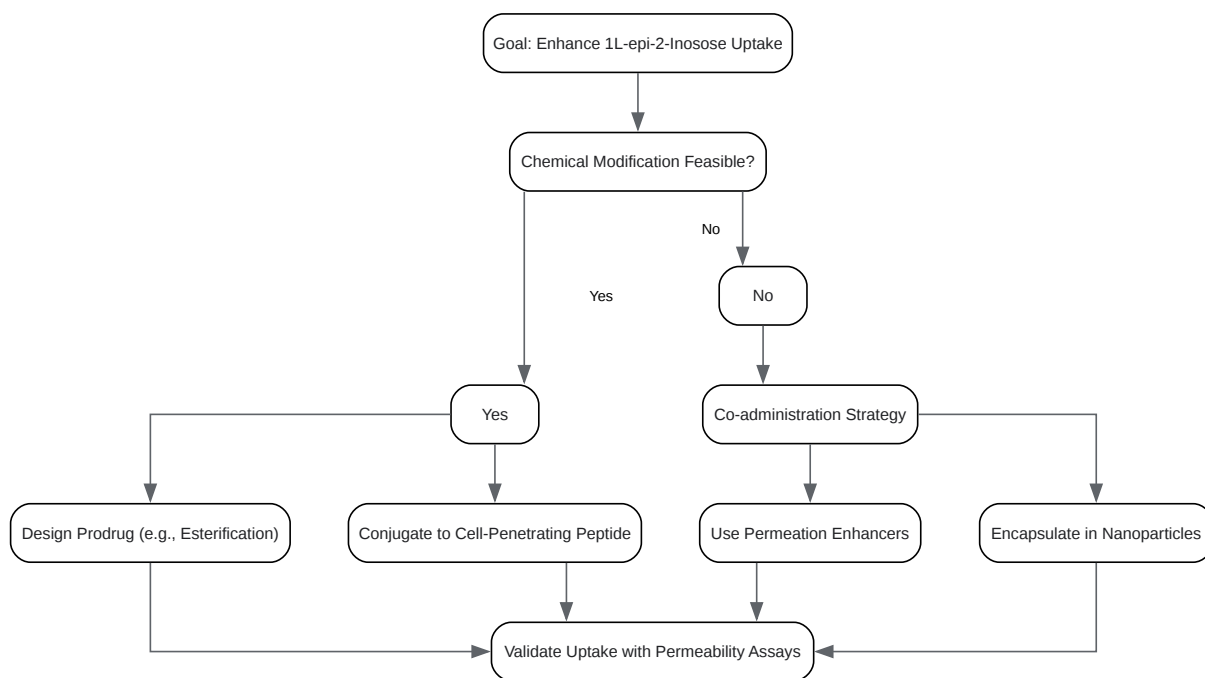 Goal: Enhance 1L-epi-2-Inosose Uptake
Chemical Modification Feasible?
No
Yes
No
Yes
Co-administration Strategy
Design Prodrug (e.g., Esterification)
Conjugate to Cell-Penetrating Peptide
Use Permeation Enhancers
Encapsulate in Nanoparticles
Validate Uptake with Permeability Assays